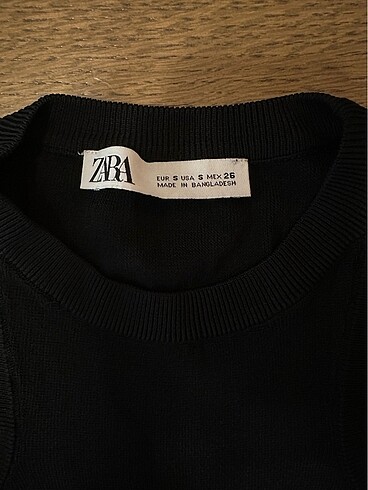 ZARA
EUR S USA S MEX 26
MADE IN BANGLADESH